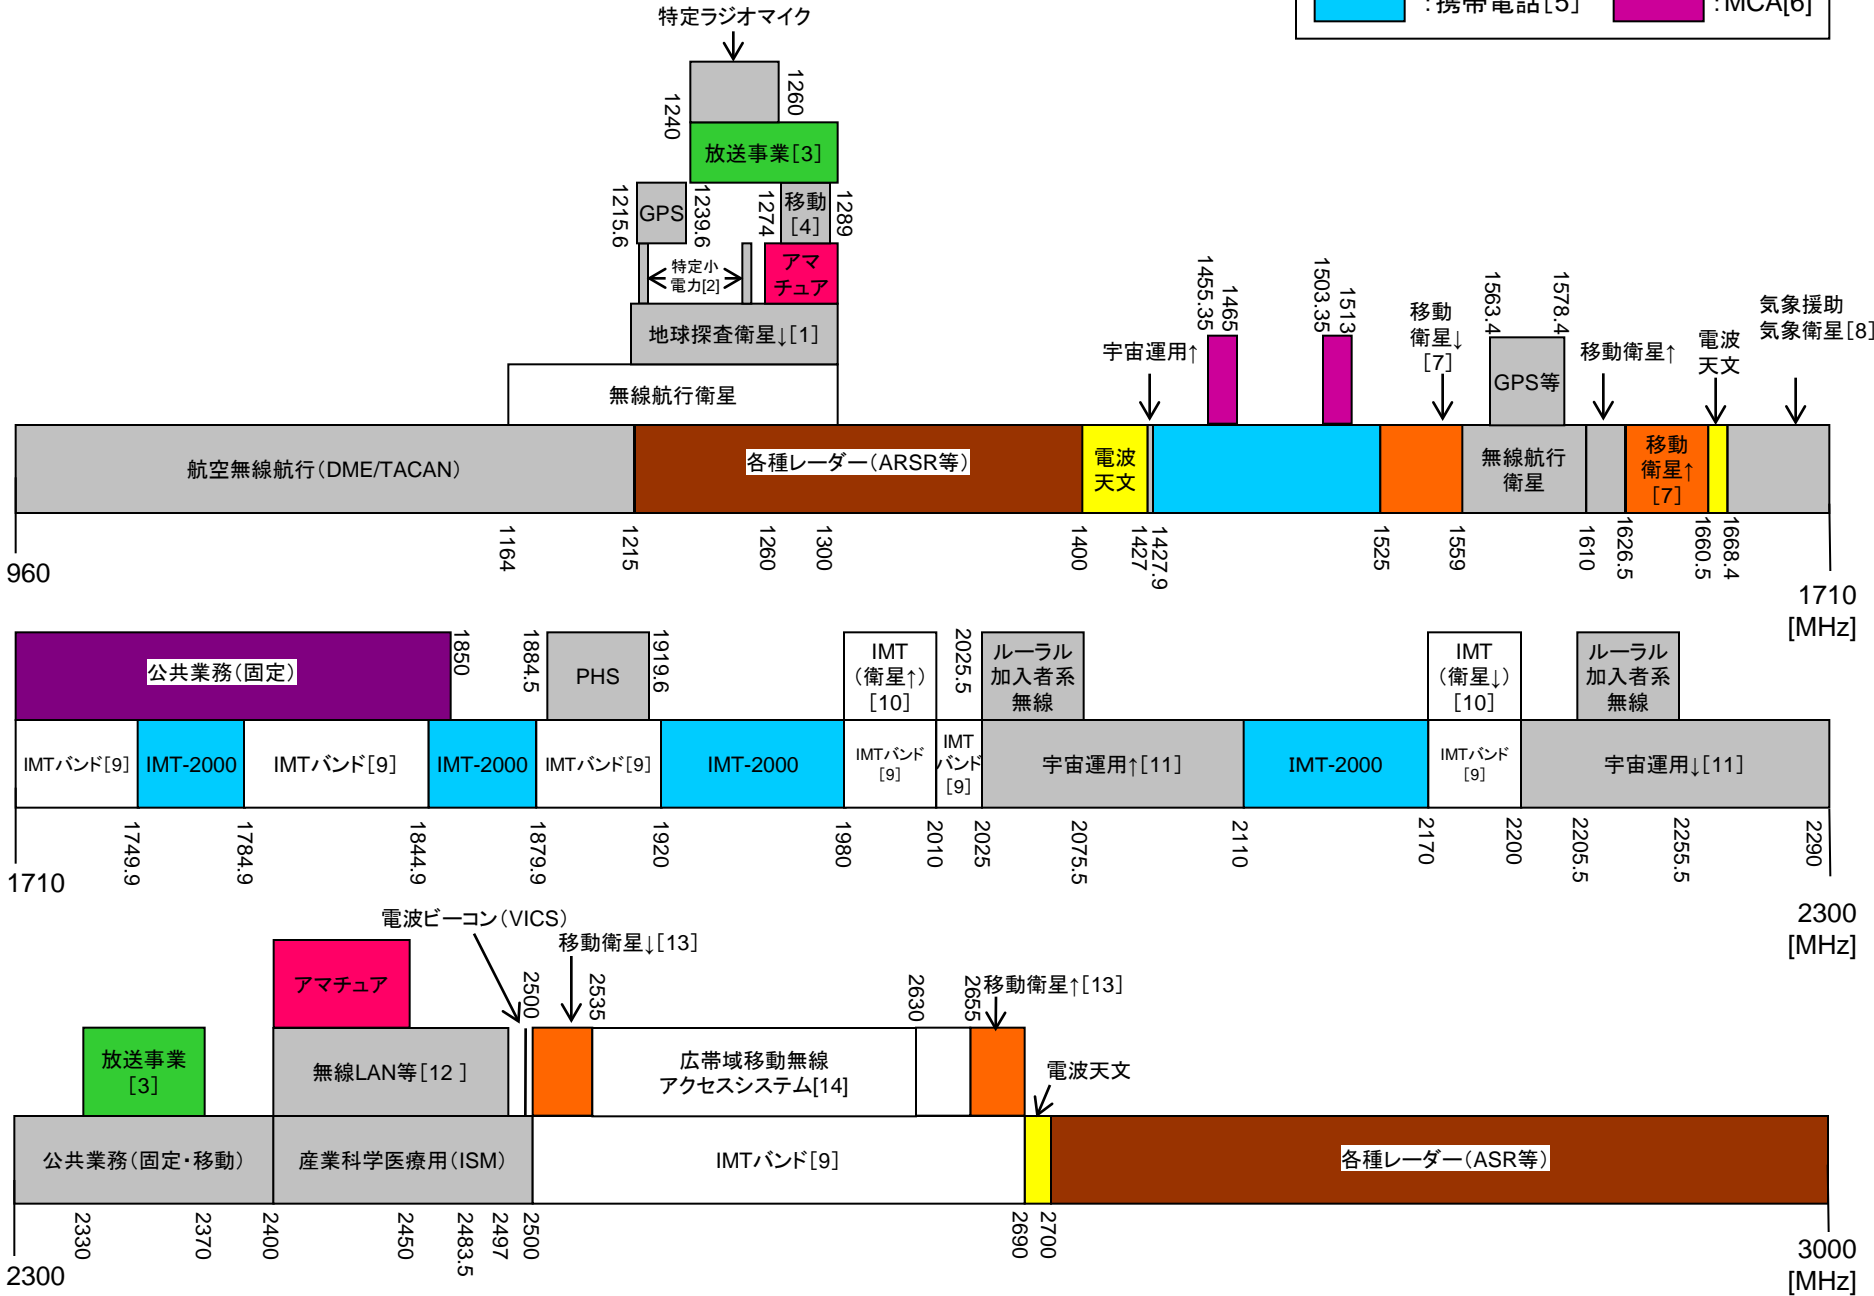 :携帯電話[5]
:MCA[6]
特定ラジオマイク
1240
1260
放送事業[3]
1215.6
GPS
1239.6
1274
移動
[4]
1289
特定小
電力[2]
アマ
チュア
地球探査衛星↓[1]
無線航行衛星
宇宙運用↑
1455.35
1465
1503.35
1513
移動
衛星↓
[7]
1563.4
1578.4
GPS等
移動衛星↑
電波
天文
気象援助
気象衛星[8]
航空無線航行(DME/TACAN)
各種レーダー(ARSR等)
電波
天文
無線航行
衛星
移動
衛星↑
[7]
960
1164
1215
1260
1300
1400
1427
1427.9
1525
1559
1610
1626.5
1660.5
1668.4
1710
[MHz]
公共業務(固定)
1850
1884.5
PHS
1919.6
IMT
(衛星↑)
[10]
2025.5
ルーラル
加入者系
無線
IMT
(衛星↓)
[10]
ルーラル
加入者系
無線
IMTバンド[9]
IMT-2000
IMTバンド[9]
IMT-2000
IMTバンド[9]
IMT-2000
IMTバンド
[9]
IMT
バンド
[9]
宇宙運用↑[11]
IMT-2000
IMTバンド
[9]
宇宙運用↓[11]
1710
1749.9
1784.9
1844.9
1879.9
1920
1980
2010
2025
2075.5
2110
2170
2200
2205.5
2255.5
2290
2300
[MHz]
電波ビーコン(VICS)
移動衛星↓[13]
アマチュア
2500
2535
2630
2655
移動衛星↑[13]
放送事業
[3]
無線LAN等[12 ]
広帯域移動無線
アクセスシステム[14]
電波天文
公共業務(固定・移動)
産業科学医療用(ISM)
IMTバンド[9]
各種レーダー(ASR等)
2300
2330
2370
2400
2450
2483.5
2497
2500
2690
2700
3000
[MHz]